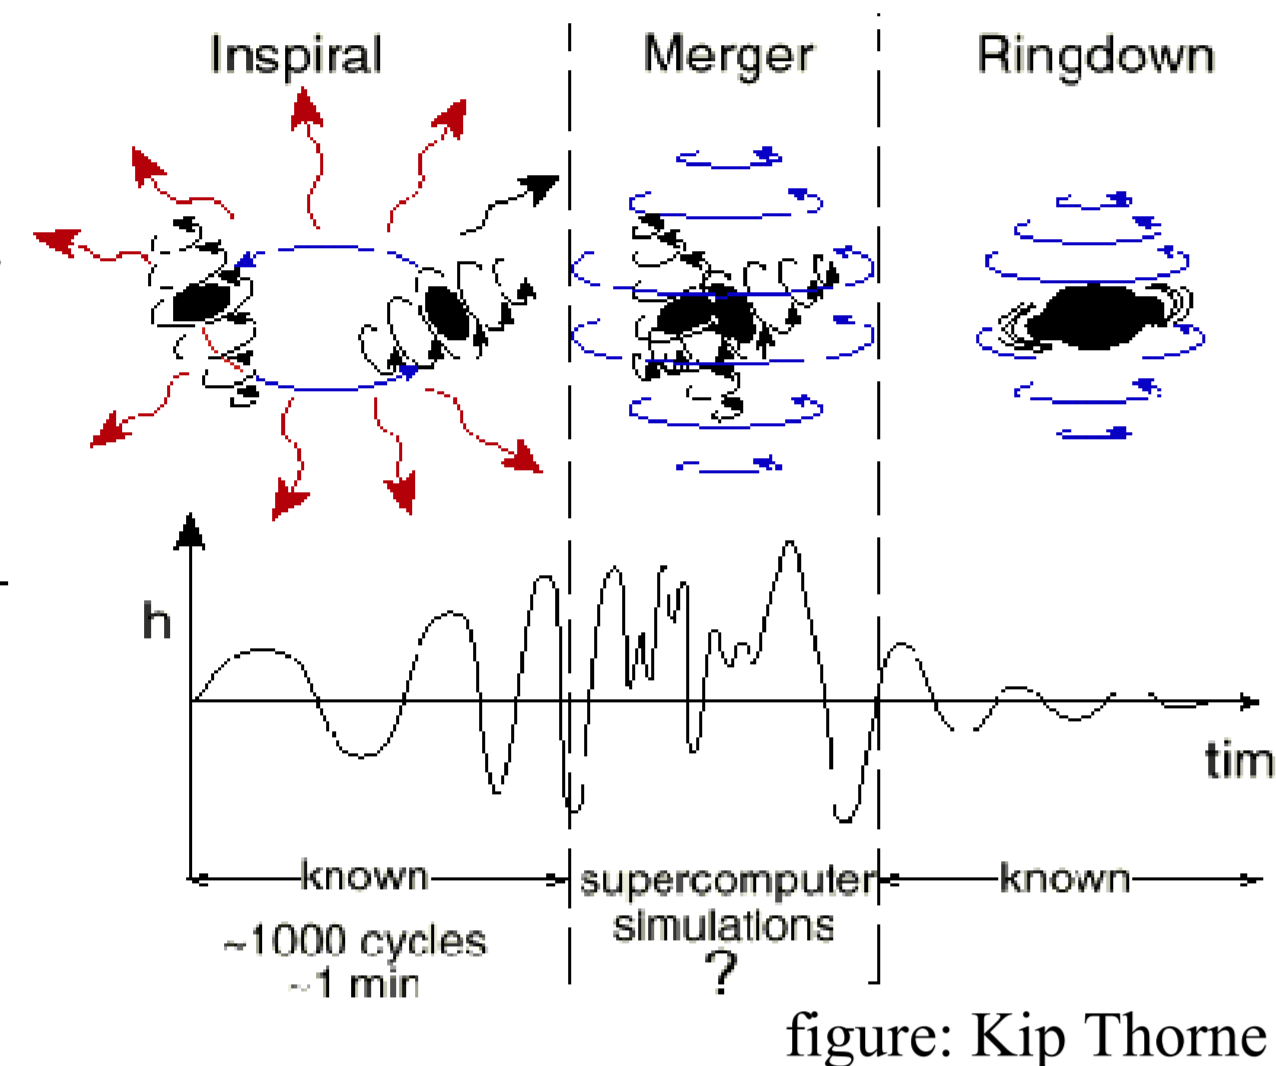 Inspiral
Merger
Ringdown
h
tim
known
supercomputer
known
simulations
?
~1000 cycles
~1 min
figure: Kip Thorne